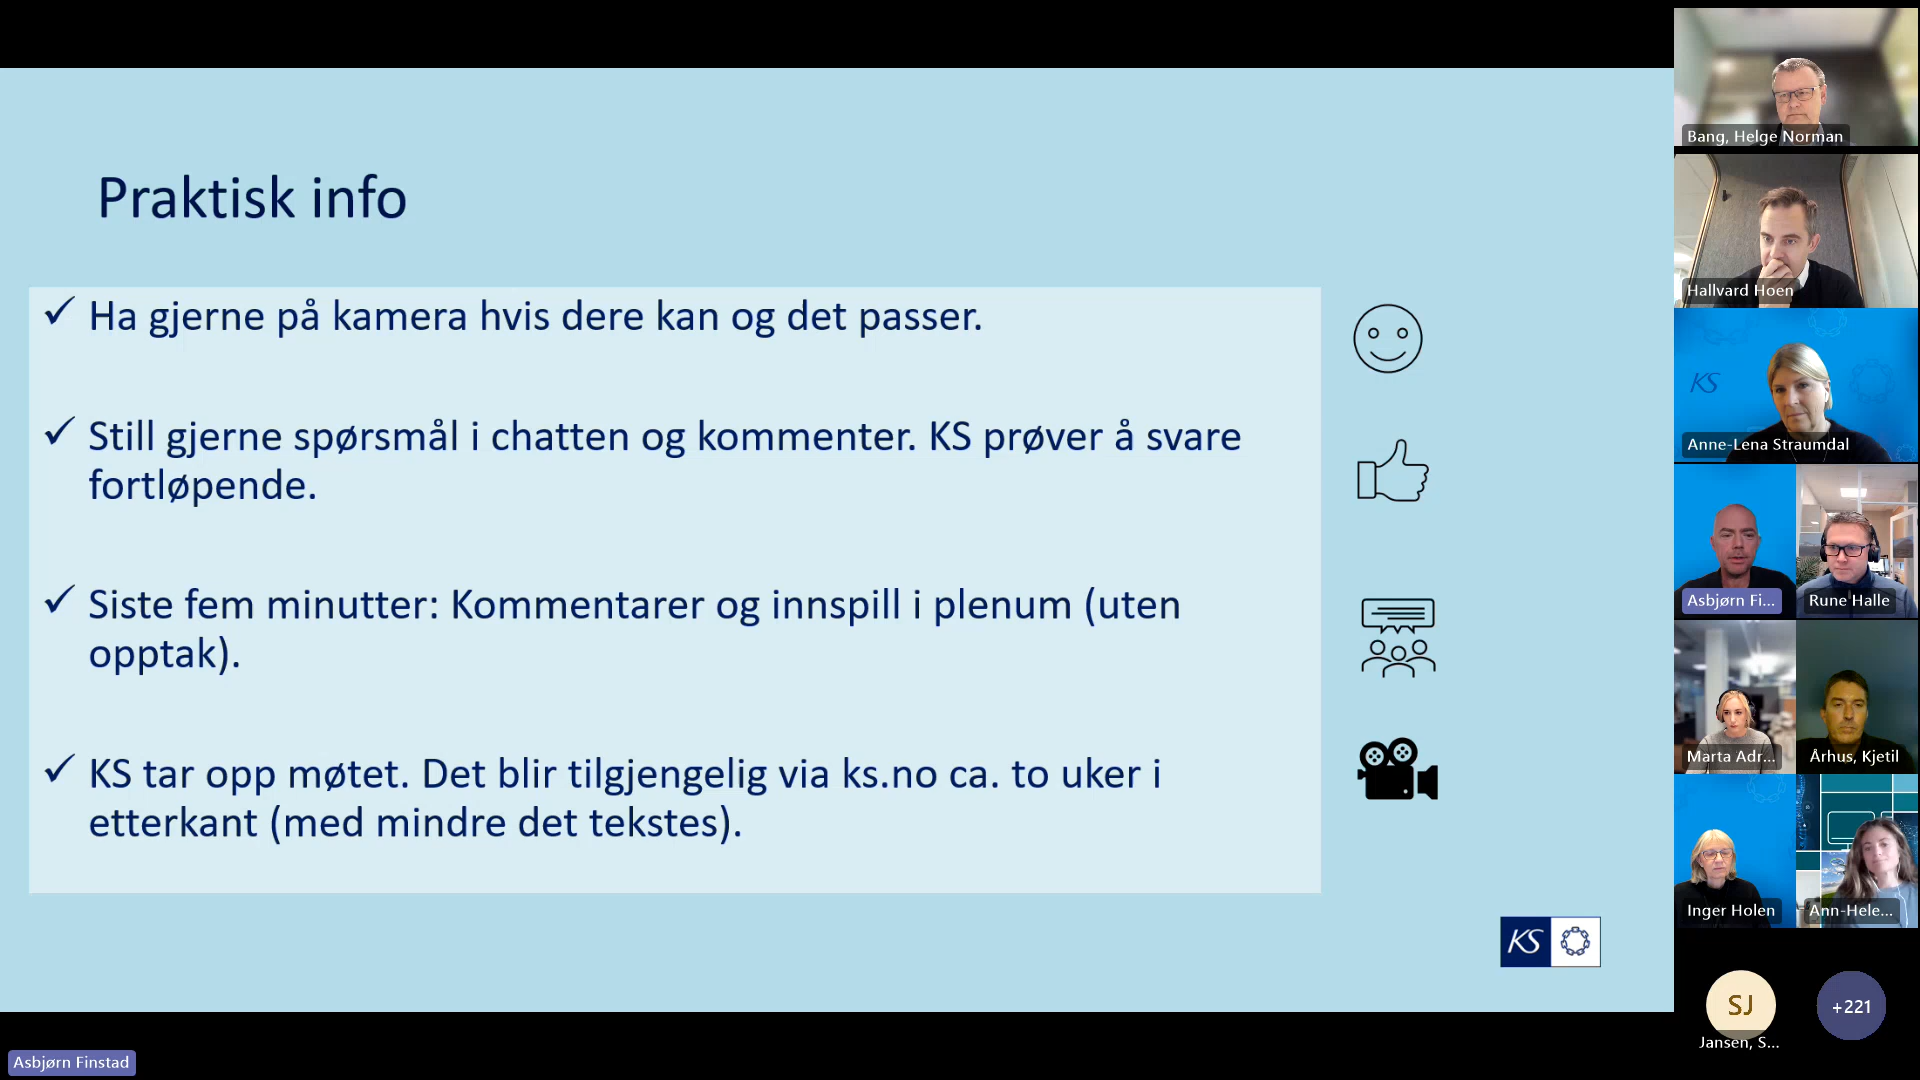 Praktisk info
✓ Ha gjerne på kamera hvis dere kan og det passer.
✓ Still gjerne spørsmål i chatten og kommenter. KS prøver å svare
fortløpende.
✓ Siste fem minutter: Kommentarer og innspill i plenum (uten
opptak).
✓ KS tar opp møtet. Det blir tilgjengelig via ks.no ca. to uker i
etterkant (med mindre det tekstes).
KS
Asbjørn Finstad
Bang, Helge Norman
Hallvard Hoen
KS
Anne-Lena Straumdal
Asbjørn Fi...
Rune Halle
Marta Adr...
Århus, Kjetil
Inger Holen
Ann-Hele...
SJ
Jansen, S...
+221